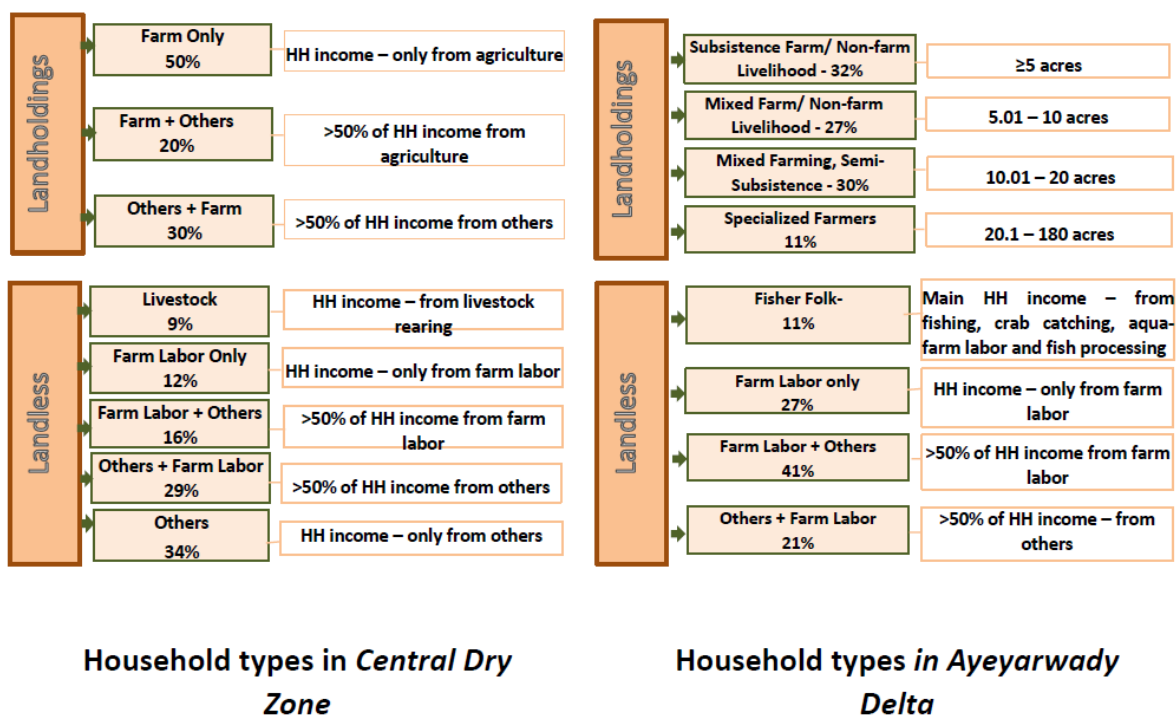 Landholdings
Farm Only
50%
HH income – only from agriculture
Farm + Others
20%
>50% of HH income from
agriculture
Others + Farm
30%
>50% of HH income from others
Landless
Livestock
9%
HH income – from livestock
rearing
Farm Labor Only
12%
HH income – only from farm labor
Farm Labor + Others
16%
>50% of HH income from farm
labor
Others + Farm Labor
29%
>50% of HH income from others
Others
34%
HH income – only from others
Household types in Central Dry
Zone
Landholdings
Subsistence Farm/ Non-farm
Livelihood - 32%
≥5 acres
Mixed Farm/ Non-farm
Livelihood - 27%
5.01 – 10 acres
Mixed Farming, Semi-
Subsistence - 30%
10.01 – 20 acres
Specialized Farmers
11%
20.1 – 180 acres
Landless
Fisher Folk-
11%
Main HH income – from
fishing, crab catching, aqua-
farm labor and fish processing
Farm Labor only
27%
HH income – only from farm
labor
Farm Labor + Others
41%
>50% of HH income from farm
labor
Others + Farm Labor
21%
>50% of HH income – from
others
Household types in Ayeyarwady
Delta